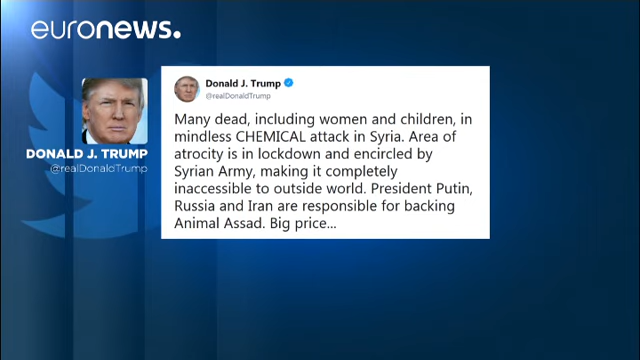 euronews.
DONALD J. TRUMP
@realDonaldTrump
Donald J. Trump
@realDonaldTrump
Many dead, including women and children, in
mindless CHEMICAL attack in Syria. Area of
atrocity is in lockdown and encircled by
Syrian Army, making it completely
inaccessible to outside world. President Putin,
Russia and Iran are responsible for backing
Animal Assad. Big price...